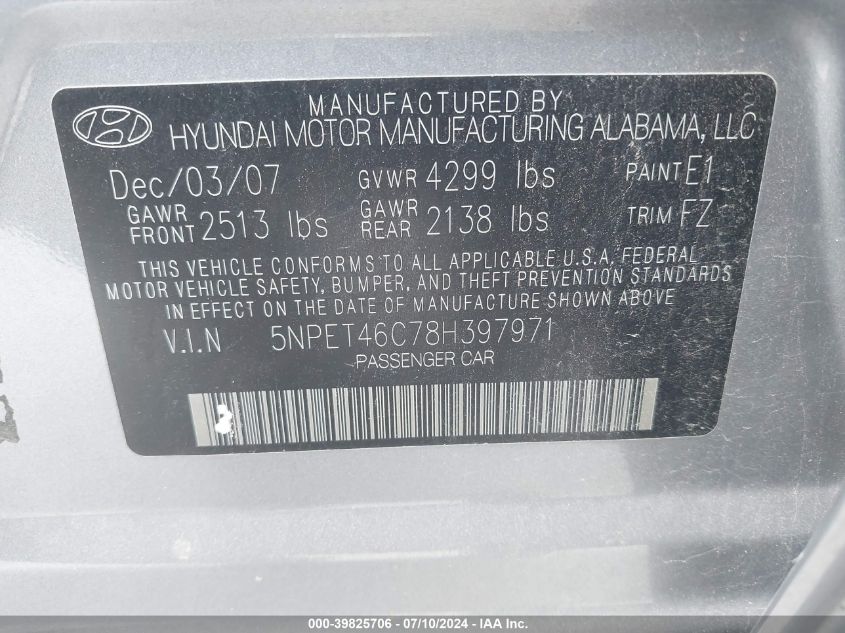 MANUFACTURED BY
HYUNDAI MOTOR MANUFACTURING ALABAMA, LLC
Dec/03/07 GVWR 4299 lbs PAINT E1
GAWR FRONT 2513 lbs GAWR REAR 2138 lbs TRIM FZ
THIS VEHICLE CONFORMS TO ALL APPLICABLE U.S.A. FEDERAL
MOTOR VEHICLE SAFETY, BUMPER, AND THEFT PREVENTION STANDARDS
IN EFFECT ON THE DATE OF MANUFACTURE SHOWN ABOVE.
V.I.N 5NPET46C78H397971
PASSENGER CAR
000-39825706 - 07/10/2024 - IAA Inc.